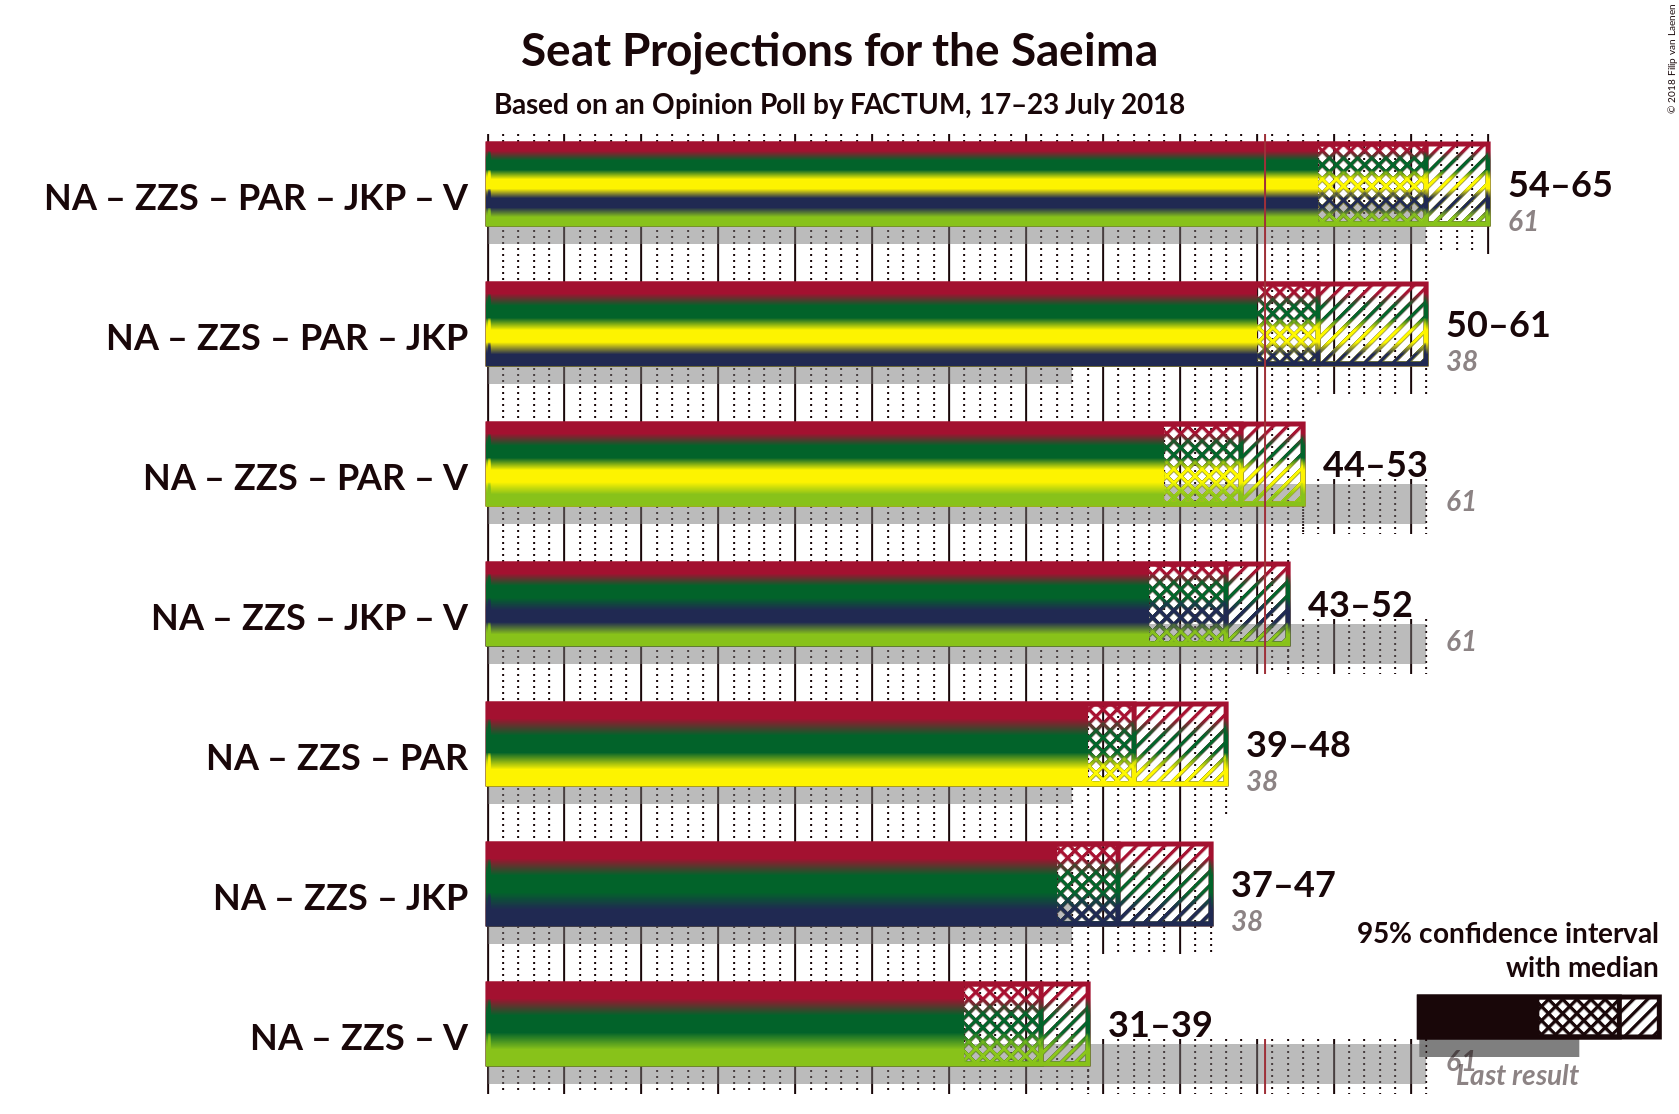 Seat Projections for the Saeima
Based on an Opinion Poll by FACTUM, 17–23 July 2018
© 2018 Filip van Laenen
NA – ZZS – PAR – JKP – V
54–65
61
NA – ZZS – PAR – JKP
50–61
38
NA – ZZS – PAR – V
44–53
61
NA – ZZS – JKP – V
43–52
61
NA – ZZS – PAR
39–48
38
NA – ZZS – JKP
37–47
38
NA – ZZS – V
31–39
61
95% confidence interval
with median
Last result